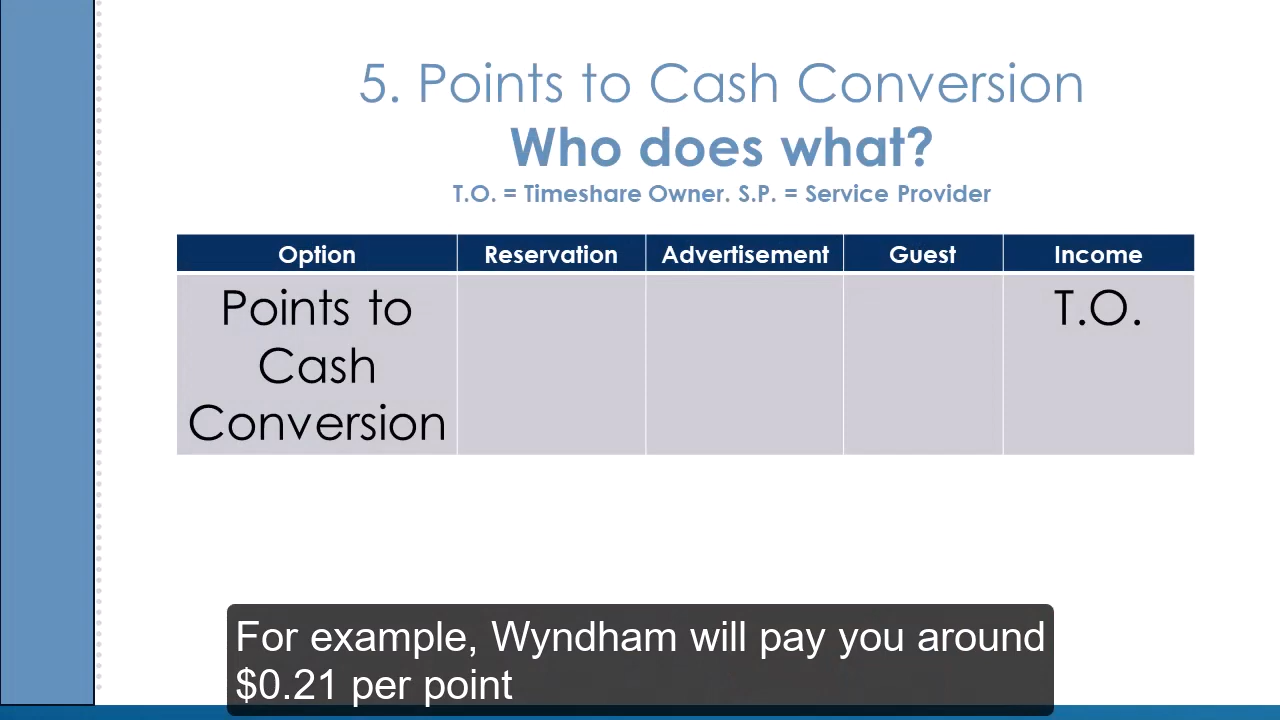 5. Points to Cash Conversion
Who does what?
T.O. = Timeshare Owner. S.P. = Service Provider
Option Reservation Advertisement Guest Income
Points to T.O.
Cash
Conversion
For example, Wyndham will pay you around
$0.21 per point